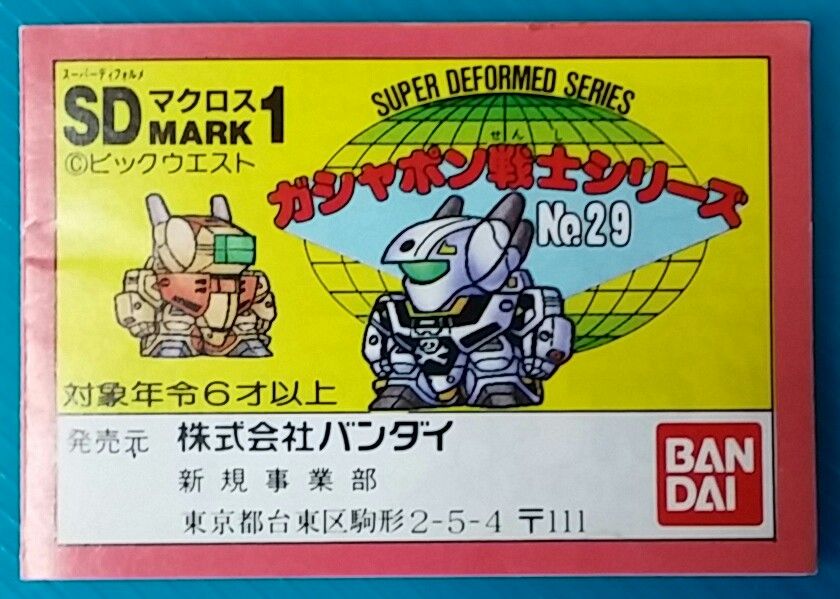 スーパーディフォルメ
SD マクロス MARK 1
©ビックウエスト
SUPER DEFORMED SERIES
せんし
ガシャポン戦士シリーズ
No.29
対象年令6才以上
発売元 株式会社バンダイ
新規事業部
東京都台東区駒形2-5-4 〒111
BAN
DAI